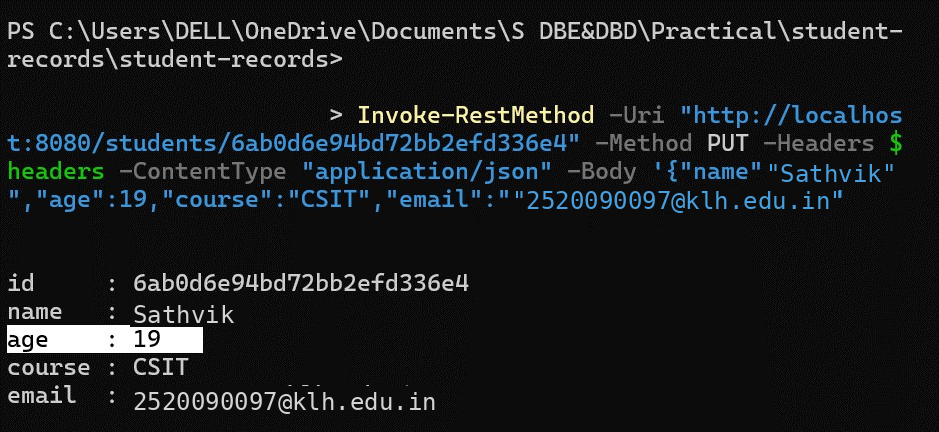 PS C:\Users\DELL\OneDrive\Documents\S DBE&DBD\Practical\student-
records\student-records>
> Invoke-RestMethod -Uri "http://localhos
t:8080/students/6ab0d6e94bd72bb2efd336e4" -Method PUT -Headers $
headers -ContentType "application/json" -Body '{"name""Sathvik"
","age":19,"course":"CSIT","email":""2520090097@klh.edu.in"
id : 6ab0d6e94bd72bb2efd336e4
name : Sathvik
age : 19
course : CSIT
email : 2520090097@klh.edu.in